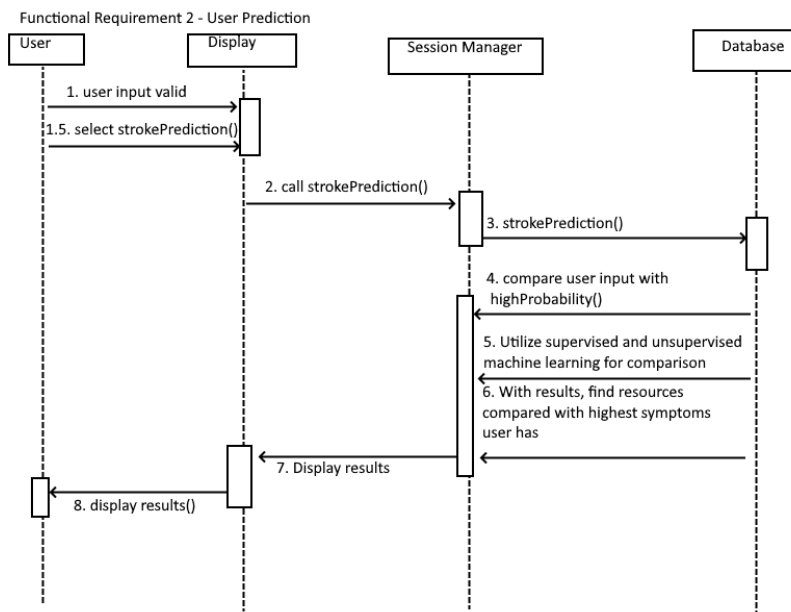 Functional Requirement 2 - User Prediction
User
Display
Session Manager
Database
1. user input valid
1.5. select strokePrediction()
2. call strokePrediction()
3. strokePrediction()
4. compare user input with
highProbability()
5. Utilize supervised and unsupervised
machine learning for comparison
6. With results, find resources
compared with highest symptoms
user has
7. Display results
8. display results()